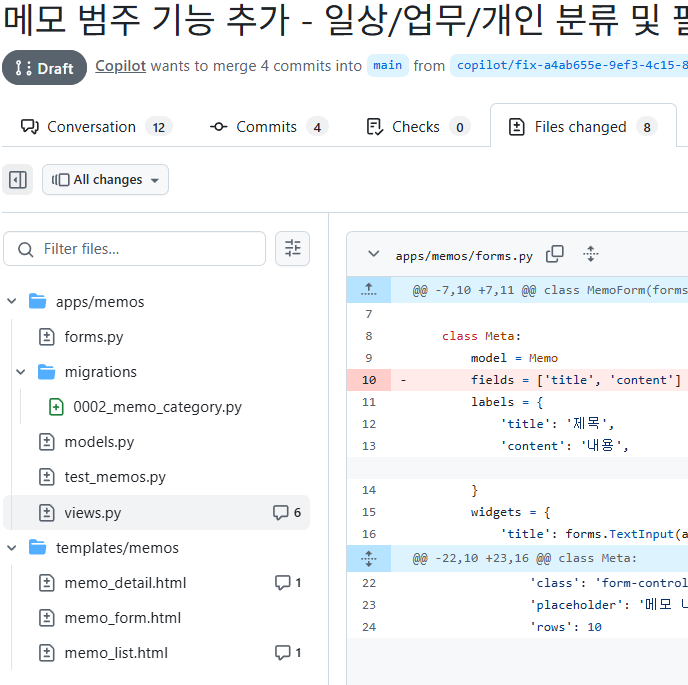 메모 범주 기능 추가 - 일상/업무/개인 분류 및
Draft Copilot wants to merge 4 commits into main from copilot/fix-a4ab655e-9ef3-4c15-8
Conversation 12 Commits 4 Checks 0 Files changed 8
All changes
Filter files...
apps/memos
forms.py
migrations
0002_memo_category.py
models.py
test_memos.py
views.py 6
templates/memos
memo_detail.html 1
memo_form.html
memo_list.html 1
apps/memos/forms.py
@@ -7,10 +7,11 @@ class MemoForm(forms
7
8 class Meta:
9 model = Memo
10 - fields = ['title', 'content']
11 labels = {
12 'title': '제목',
13 'content': '내용',
14 }
15 widgets = {
16 'title': forms.TextInput(a
@@ -22,10 +23,16 @@ class Meta:
22 'class': 'form-control
23 'placeholder': '메모
24 'rows': 10